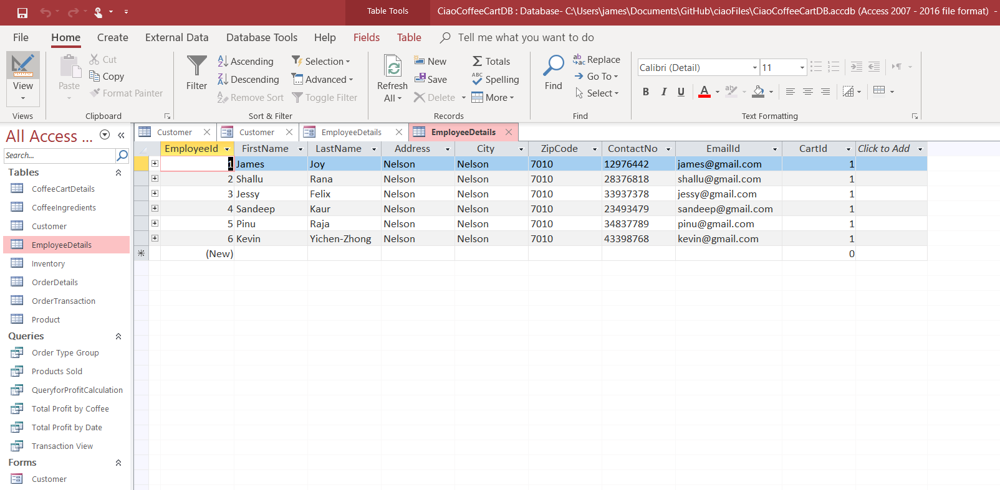 Table Tools CiaoCoffeeCartDB : Database- C:\Users\james\Documents\GitHub\ciaoFiles\CiaoCoffeeCartDB.accdb (Access 2007 - 2016 file format) -
File Home Create External Data Database Tools Help Fields Table Tell me what you want to do
View
Views
Paste
Cut
Copy
Format Painter
Clipboard
Filter
Ascending
Descending
Remove Sort
Selection
Advanced
Toggle Filter
Sort & Filter
Refresh
All
New
Save
Delete
Totals
Spelling
More
Records
Find
Replace
Go To
Select
Find
Calibri (Detail) 11
B I U A
Text Formatting
All Access ...
Search...
Tables
CoffeeCartDetails
CoffeeIngredients
Customer
EmployeeDetails
Inventory
OrderDetails
OrderTransaction
Product
Queries
Order Type Group
Products Sold
QueryforProfitCalculation
Total Profit by Coffee
Total Profit by Date
Transaction View
Forms
Customer
Customer Customer EmployeeDetails EmployeeDetails
EmployeeId FirstName LastName Address City ZipCode ContactNo EmailId CartId Click to Add
1 James Joy Nelson Nelson 7010 12976442 james@gmail.com 1
2 Shallu Rana Nelson Nelson 7010 28376818 shallu@gmail.com 1
3 Jessy Felix Nelson Nelson 7010 33937378 jessy@gmail.com 1
4 Sandeep Kaur Nelson Nelson 7010 23493479 sandeep@gmail.com 1
5 Pinu Raja Nelson Nelson 7010 34837789 pinu@gmail.com 1
6 Kevin Yichen-Zhong Nelson Nelson 7010 43398768 kevin@gmail.com 1
(New) 0